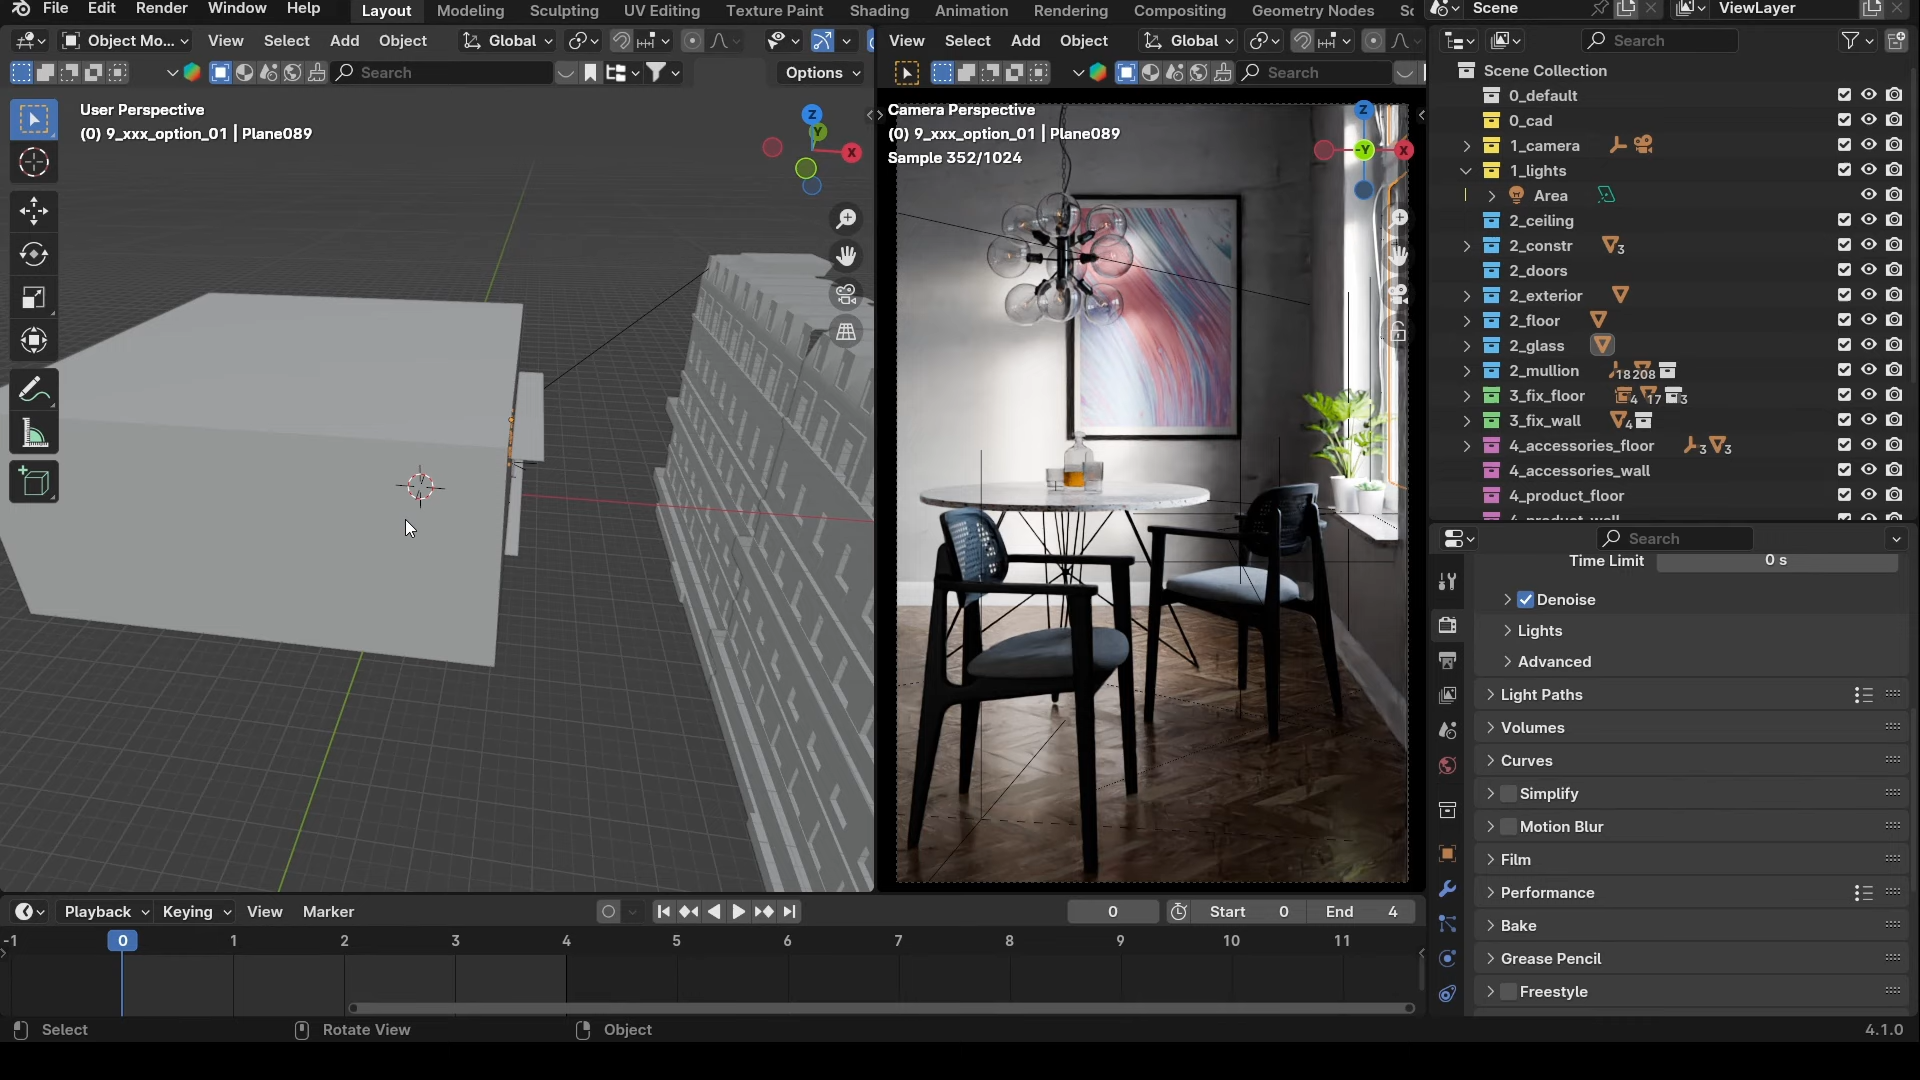 File Edit Render Window Help Layout Modeling Sculpting UV Editing Texture Paint Shading Animation Rendering Compositing Geometry Nodes Sc Scene ViewLayer
Object Mo... View Select Add Object Global
View Select Add Object Global
Search
Search Options
Search
User Perspective
(0) 9_xxx_option_01 | Plane089
Z
Y
X
Camera Perspective
(0) 9_xxx_option_01 | Plane089
Sample 352/1024
Z
-Y
X
Scene Collection
0_default
0_cad
1_camera
1_lights
Area
2_ceiling
2_constr 3
2_doors
2_exterior
2_floor
2_glass
2_mullion 18 208
3_fix_floor 4 17 3
3_fix_wall 4
4_accessories_floor 3 3
4_accessories_wall
4_product_floor
4_product_wall
Search
Time Limit 0 s
Denoise
Lights
Advanced
Light Paths
Volumes
Curves
Simplify
Motion Blur
Film
Performance
Bake
Grease Pencil
Freestyle
Playback Keying View Marker 0 Start 0 End 4
-1 0 1 2 3 4 5 6 7 8 9 10 11
Select Rotate View Object 4.1.0